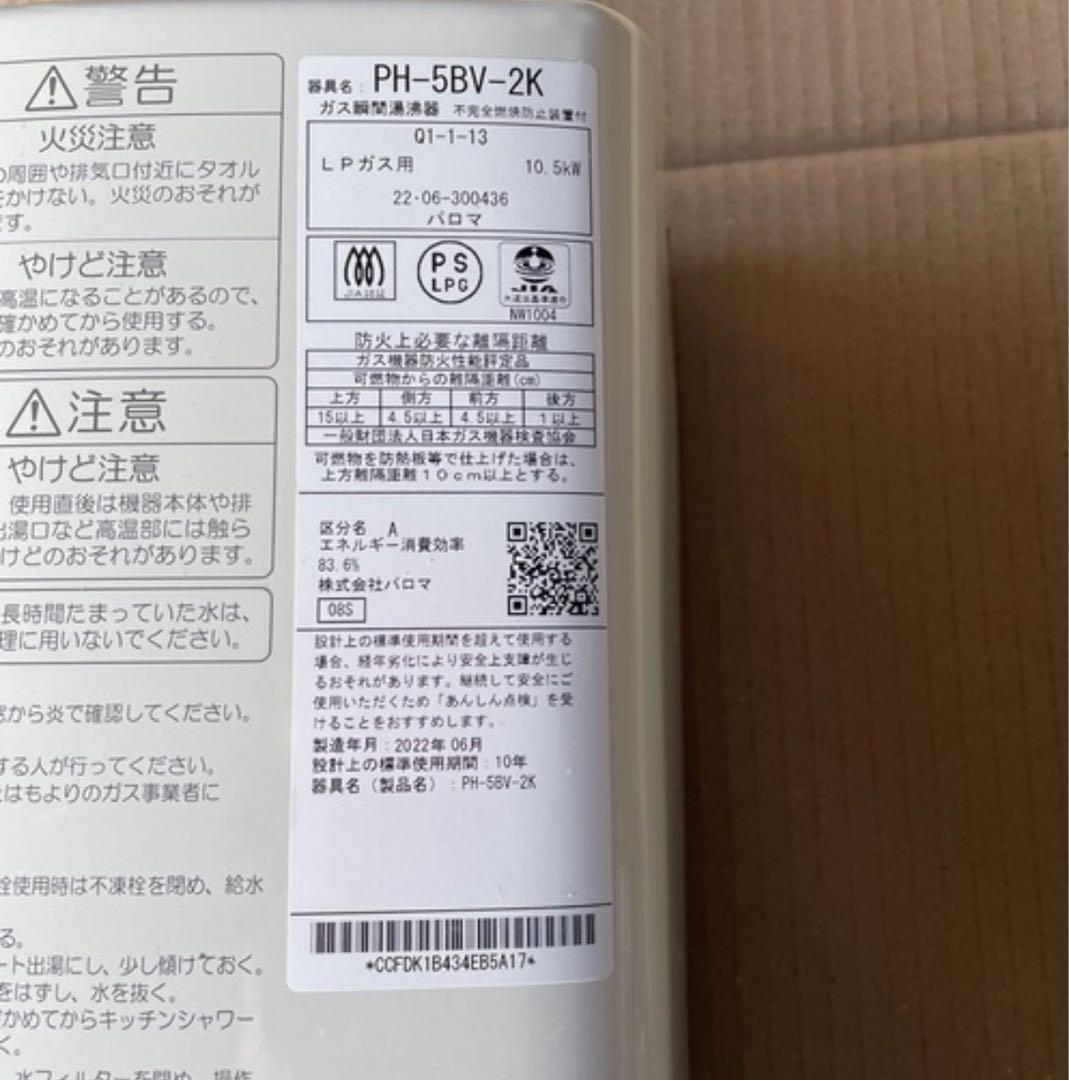 警告
火災注意
周囲や排気口付近にタオル
をかけない。火災のおそれが
す。
やけど注意
高温になることがあるので、
確かめてから使用する。
のおそれがあります。
注意
やけど注意
使用直後は機器本体や排
出湯口など高温部には触ら
けどのおそれがあります。
長時間たまっていた水は、
理に用いないでください。
から炎で確認してください。
する人が行ってください。
はもよりのガス事業者に
栓使用時は不凍栓を閉め、給水
る。
ート出湯にし、少し傾けておく。
をはずし、水を抜く。
かめてからキッチンシャワー
く。
水フィルターを閉め、操作
器具名：PH-5BV-2K
ガス瞬間湯沸器 不完全燃焼防止装置付
Q1-1-13
LPガス用 10.5kW
22・06-300436
パロマ
JIA認証
PS
LPG
JIA
水道法基準適合
NW1004
防火上必要な離隔距離
ガス機器防火性能評定品
可燃物からの離隔距離(cm)
上方 側方 前方 後方
15以上 4.5以上 4.5以上 1以上
一般財団法人日本ガス機器検査協会
可燃物を防熱板等で仕上げた場合は、
上方離隔距離10cm以上とする。
区分名 A
エネルギー消費効率
83.6%
株式会社パロマ
08S
設計上の標準使用期間を超えて使用する
場合、経年劣化により安全上支障が生じ
るおそれがあります。継続して安全にご
使用いただくため「あんしん点検」を受
けることをおすすめします。
製造年月：2022年06月
設計上の標準使用期間：10年
器具名（製品名）：PH-5BV-2K
*CCFDK1B434EB5A17*